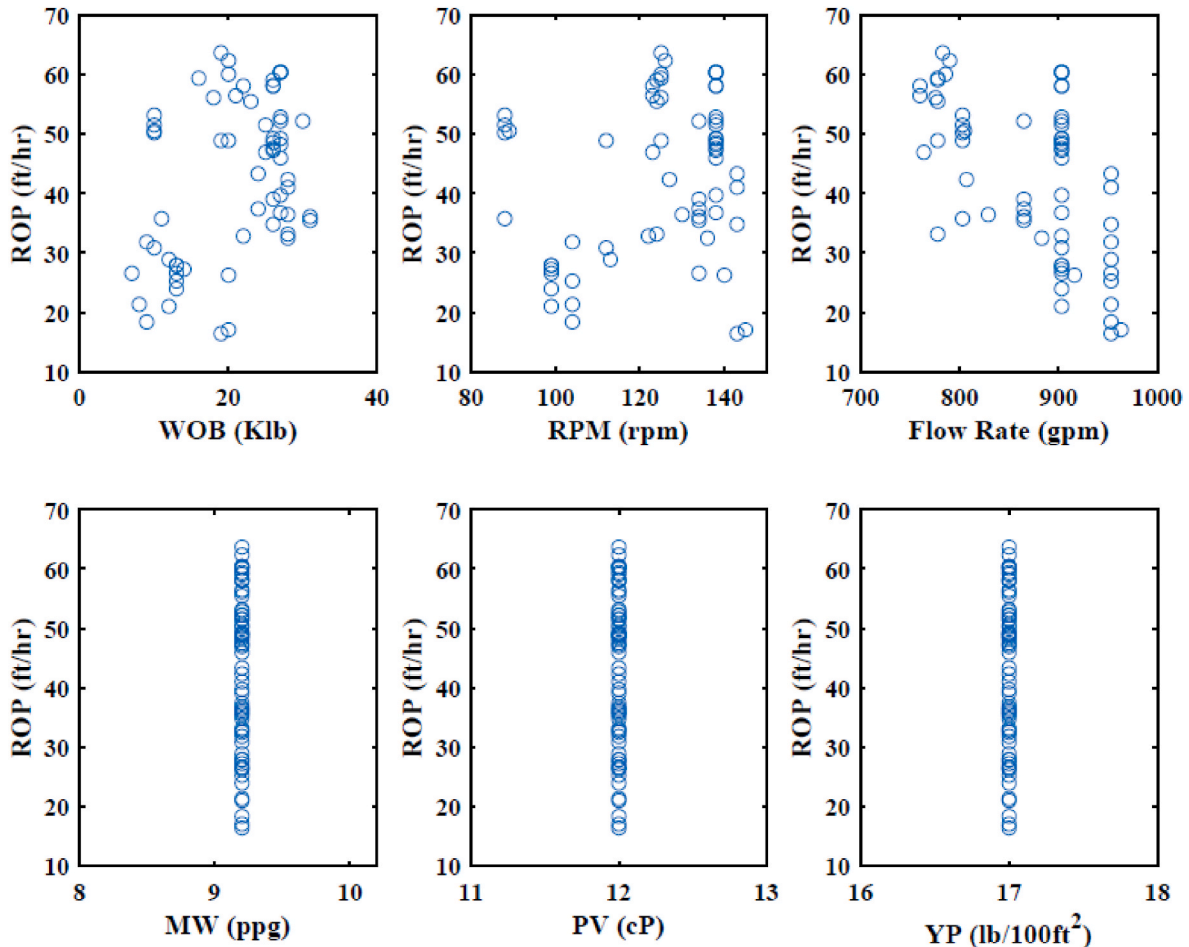 70
60
50
40
30
20
10
ROP (ft/hr)
0 20 40
WOB (Klb)
70
60
50
40
30
20
10
ROP (ft/hr)
80 100 120 140
RPM (rpm)
70
60
50
40
30
20
10
ROP (ft/hr)
700 800 900 1000
Flow Rate (gpm)
70
60
50
40
30
20
10
ROP (ft/hr)
8 9 10
MW (ppg)
70
60
50
40
30
20
10
ROP (ft/hr)
11 12 13
PV (cP)
70
60
50
40
30
20
10
ROP (ft/hr)
16 17 18
YP (lb/100ft²)